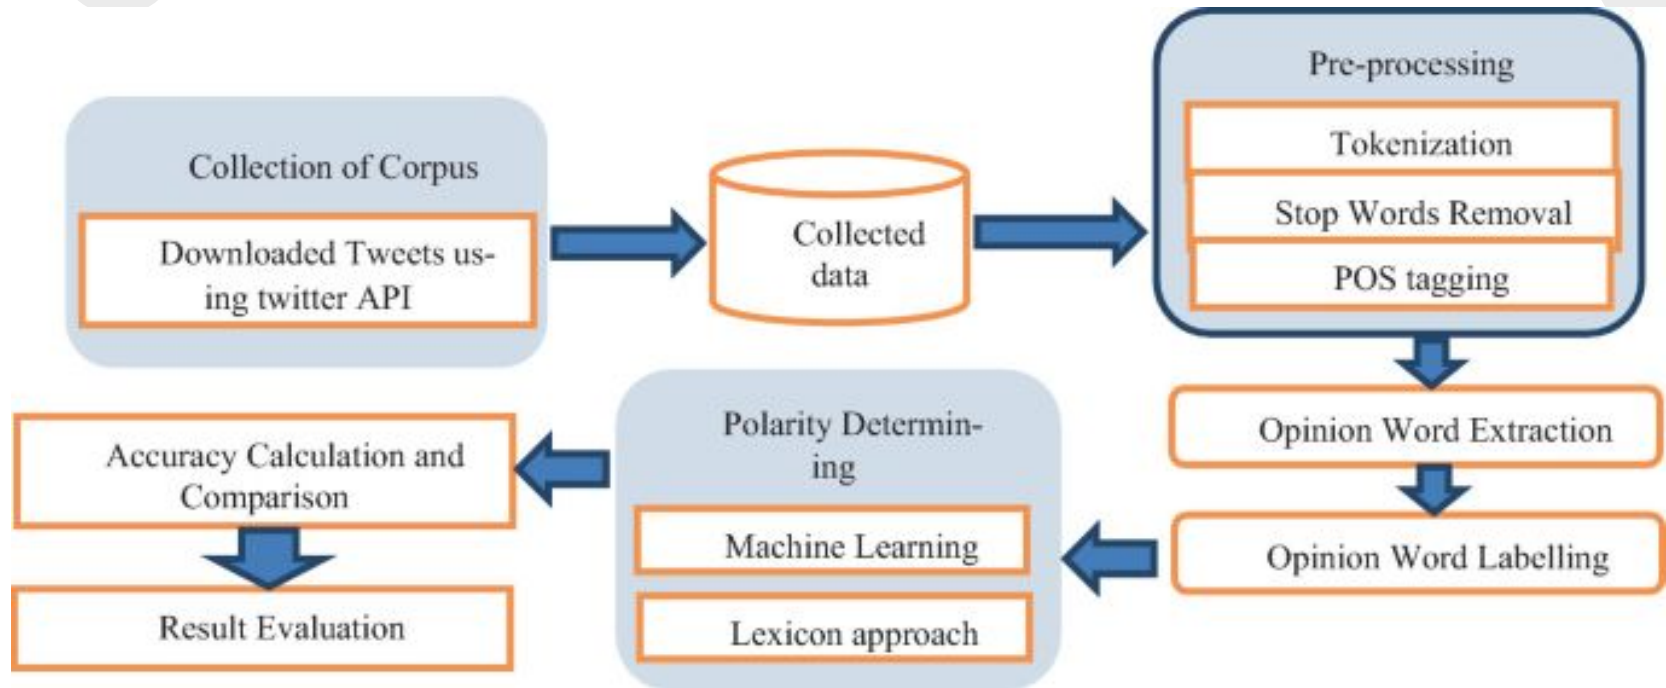 Collection of Corpus
Downloaded Tweets us-
ing twitter API
Collected
data
Pre-processing
Tokenization
Stop Words Removal
POS tagging
Opinion Word Extraction
Opinion Word Labelling
Polarity Determin-
ing
Machine Learning
Lexicon approach
Accuracy Calculation and
Comparison
Result Evaluation